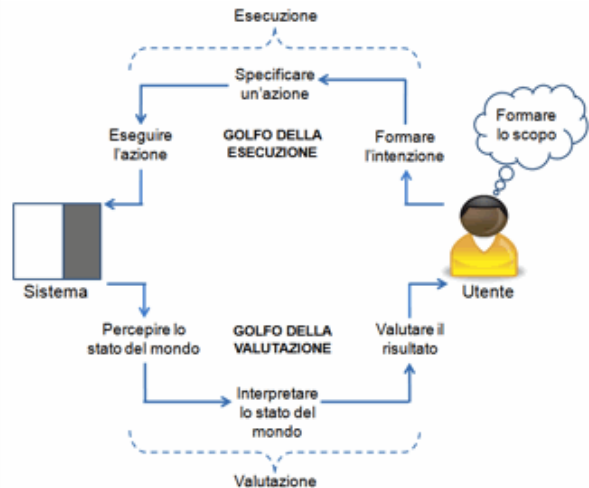 Esecuzione
Specificare
un'azione
Formare
lo scopo
Eseguire
l'azione
GOLFO DELLA
ESECUZIONE
Formare
l'intenzione
Sistema
Utente
Percepire lo
stato del mondo
GOLFO DELLA
VALUTAZIONE
Valutare il
risultato
Interpretare
lo stato del
mondo
Valutazione